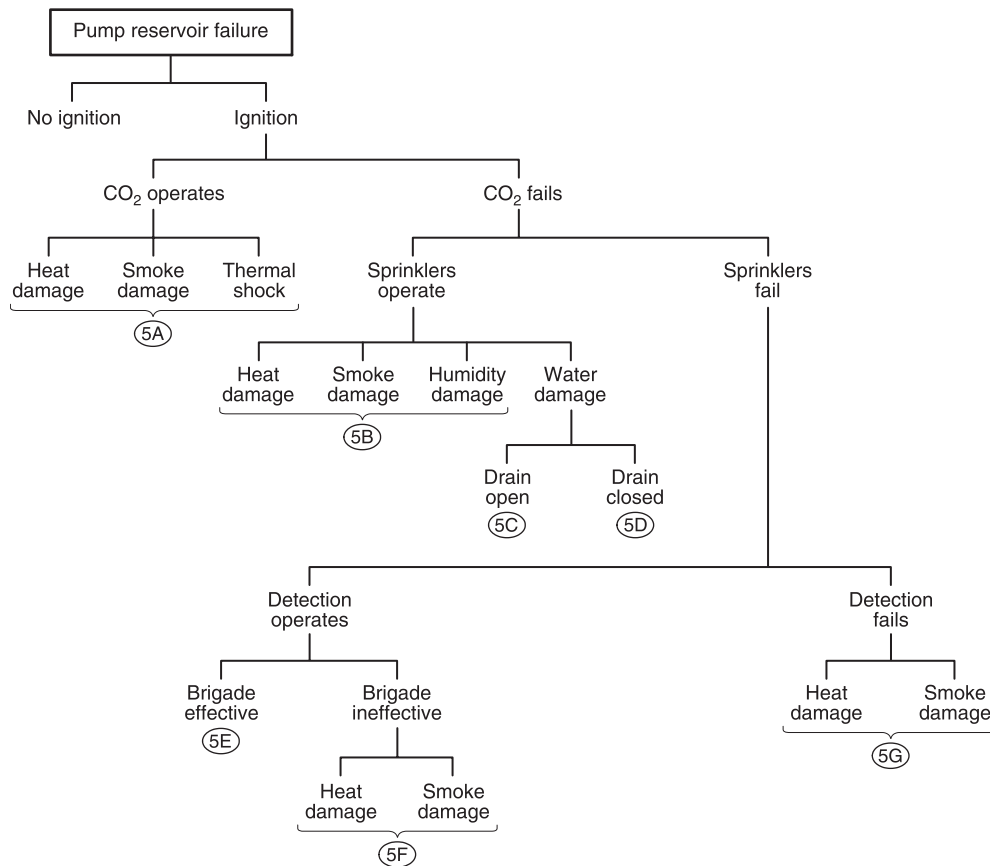 Pump reservoir failure
No ignition
Ignition
CO₂ operates
CO₂ fails
Heat
damage
Smoke
damage
Thermal
shock
5A
Sprinklers
operate
Sprinklers
fail
Heat
damage
Smoke
damage
Humidity
damage
Water
damage
5B
Drain
open
5C
Drain
closed
5D
Detection
operates
Detection
fails
Brigade
effective
5E
Brigade
ineffective
Heat
damage
Smoke
damage
5G
Heat
damage
Smoke
damage
5F